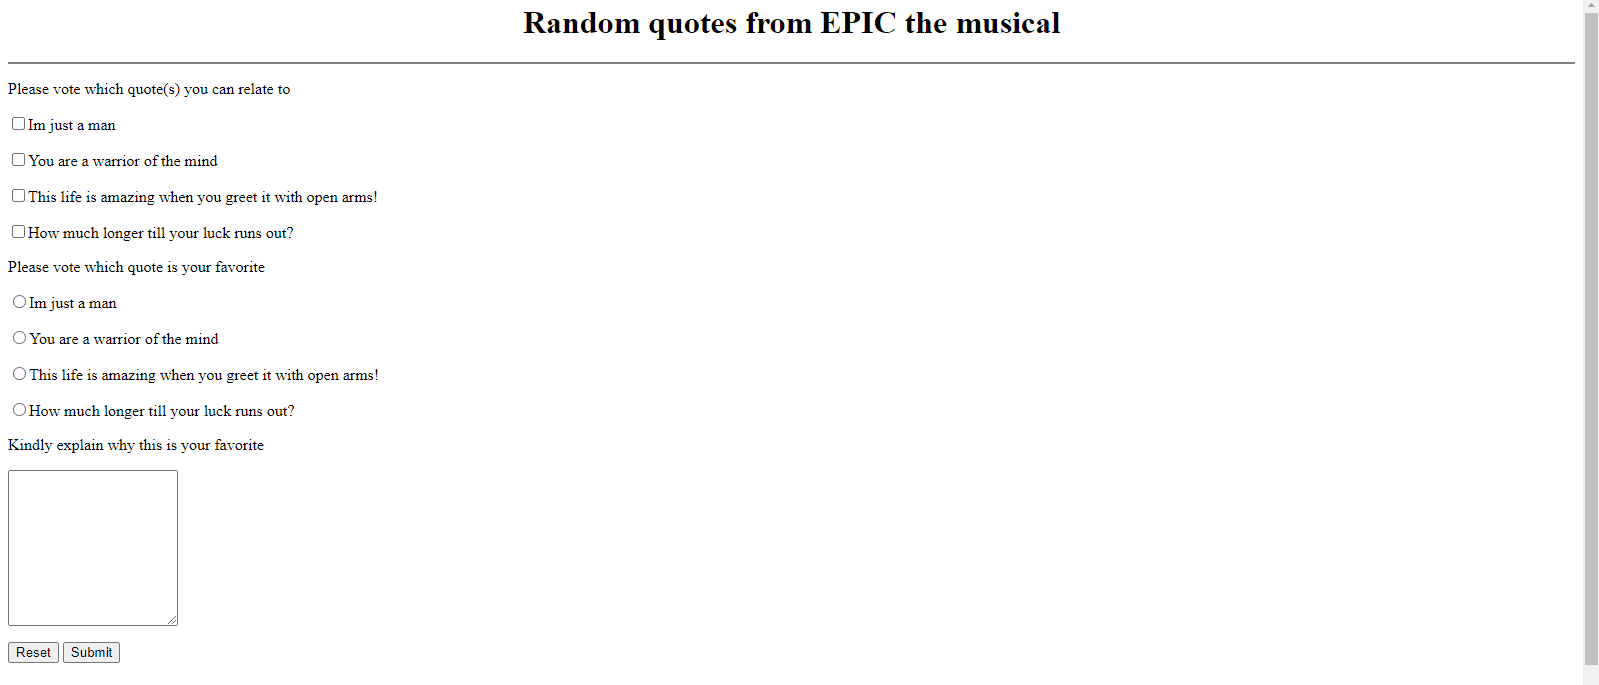 Random quotes from EPIC the musical
Please vote which quote(s) you can relate to
Im just a man
You are a warrior of the mind
This life is amazing when you greet it with open arms!
How much longer till your luck runs out?
Please vote which quote is your favorite
Im just a man
You are a warrior of the mind
This life is amazing when you greet it with open arms!
How much longer till your luck runs out?
Kindly explain why this is your favorite
Reset Submit